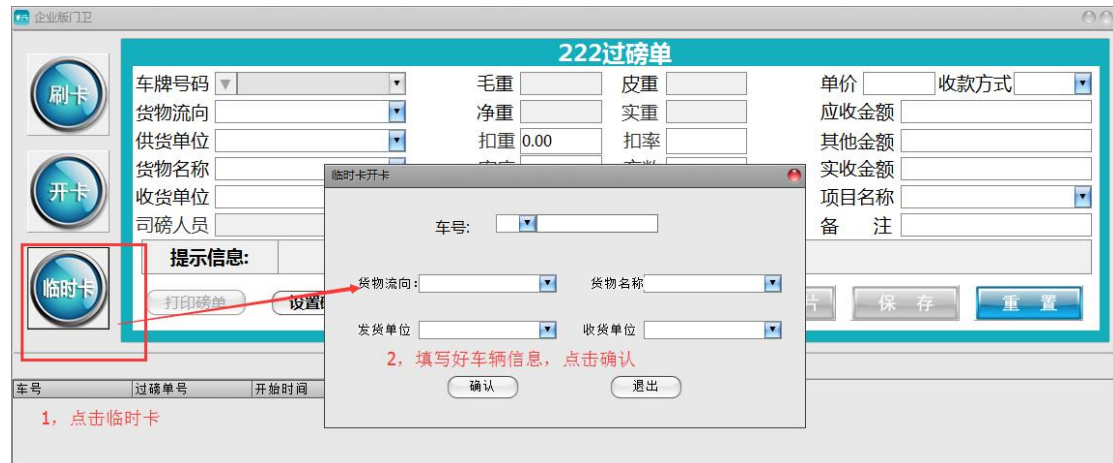 企业版门卫
222过磅单
刷卡
开卡
临时卡
车牌号码 毛重 皮重 单价 收款方式
货物流向 净重 实重 应收金额
供货单位 扣重 0.00 扣率 其他金额
货物名称 实收金额
收货单位 项目名称
司磅人员 备 注
提示信息:
打印磅单 设置 片 保 存 重 置
临时卡开卡
车号:
货物流向: 货物名称
发货单位 收货单位
2, 填写好车辆信息, 点击确认
确认 退出
车号 过磅单号 开始时间
1, 点击临时卡